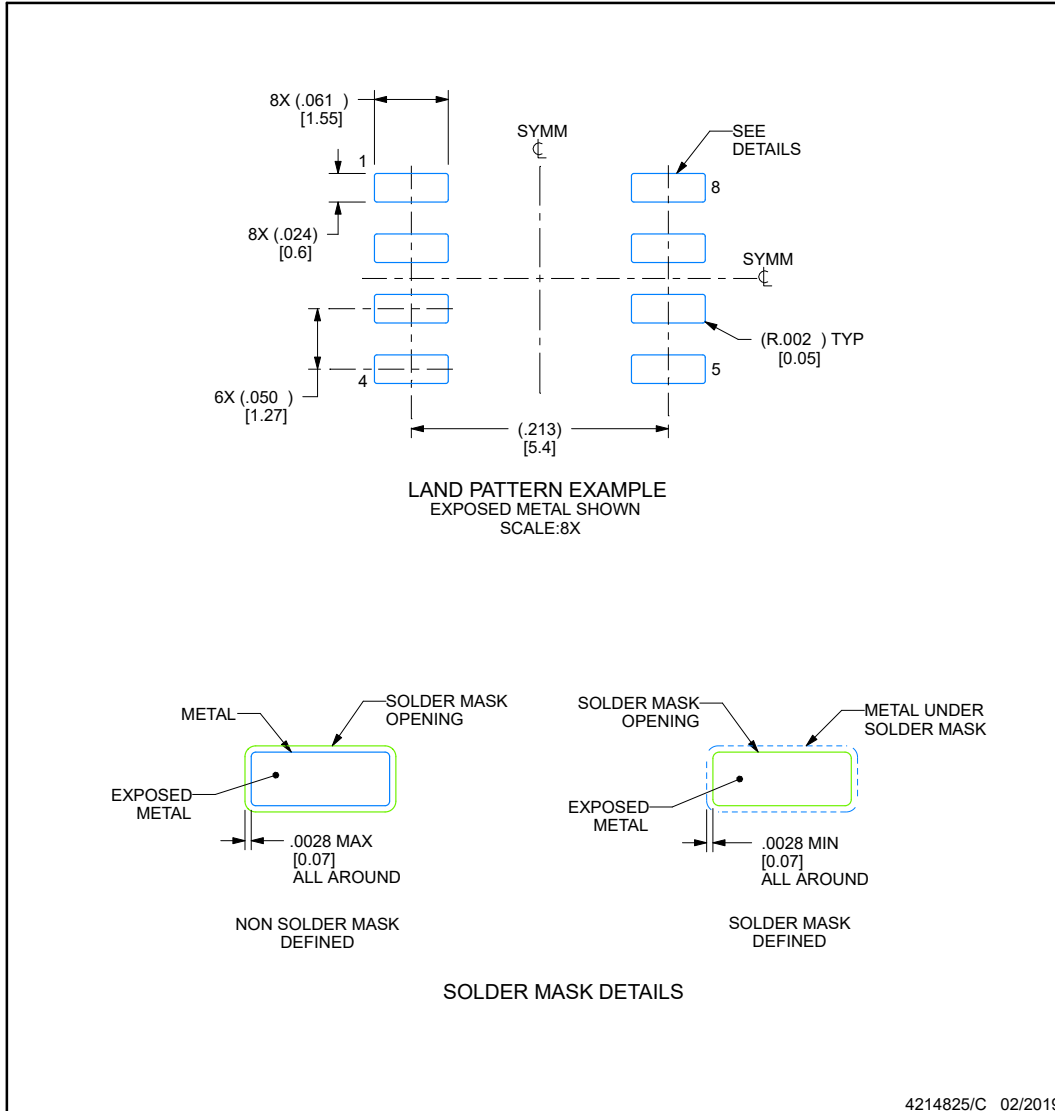 8X (.061 )
[1.55]
SYMM
℄
SEE
DETAILS
1
8
8X (.024)
[0.6]
SYMM
℄
(R.002 ) TYP
[0.05]
4
5
6X (.050 )
[1.27]
(.213)
[5.4]
LAND PATTERN EXAMPLE
EXPOSED METAL SHOWN
SCALE:8X
METAL
SOLDER MASK
OPENING
EXPOSED
METAL
.0028 MAX
[0.07]
ALL AROUND
NON SOLDER MASK
DEFINED
SOLDER MASK
OPENING
METAL UNDER
SOLDER MASK
EXPOSED
METAL
.0028 MIN
[0.07]
ALL AROUND
SOLDER MASK
DEFINED
SOLDER MASK DETAILS
4214825/C 02/2019